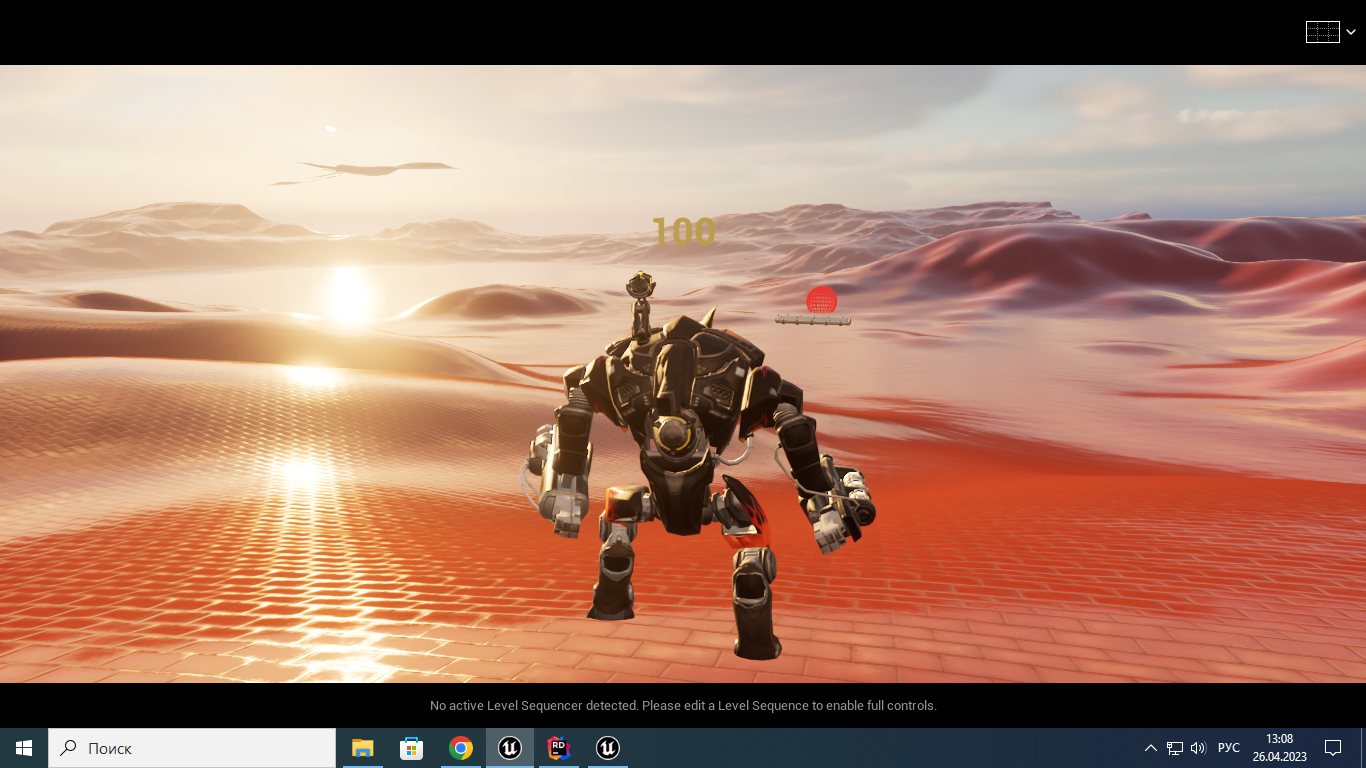 100
No active Level Sequencer detected. Please edit a Level Sequence to enable full controls.
Поиск
RD
РУС
13:08
26.04.2023